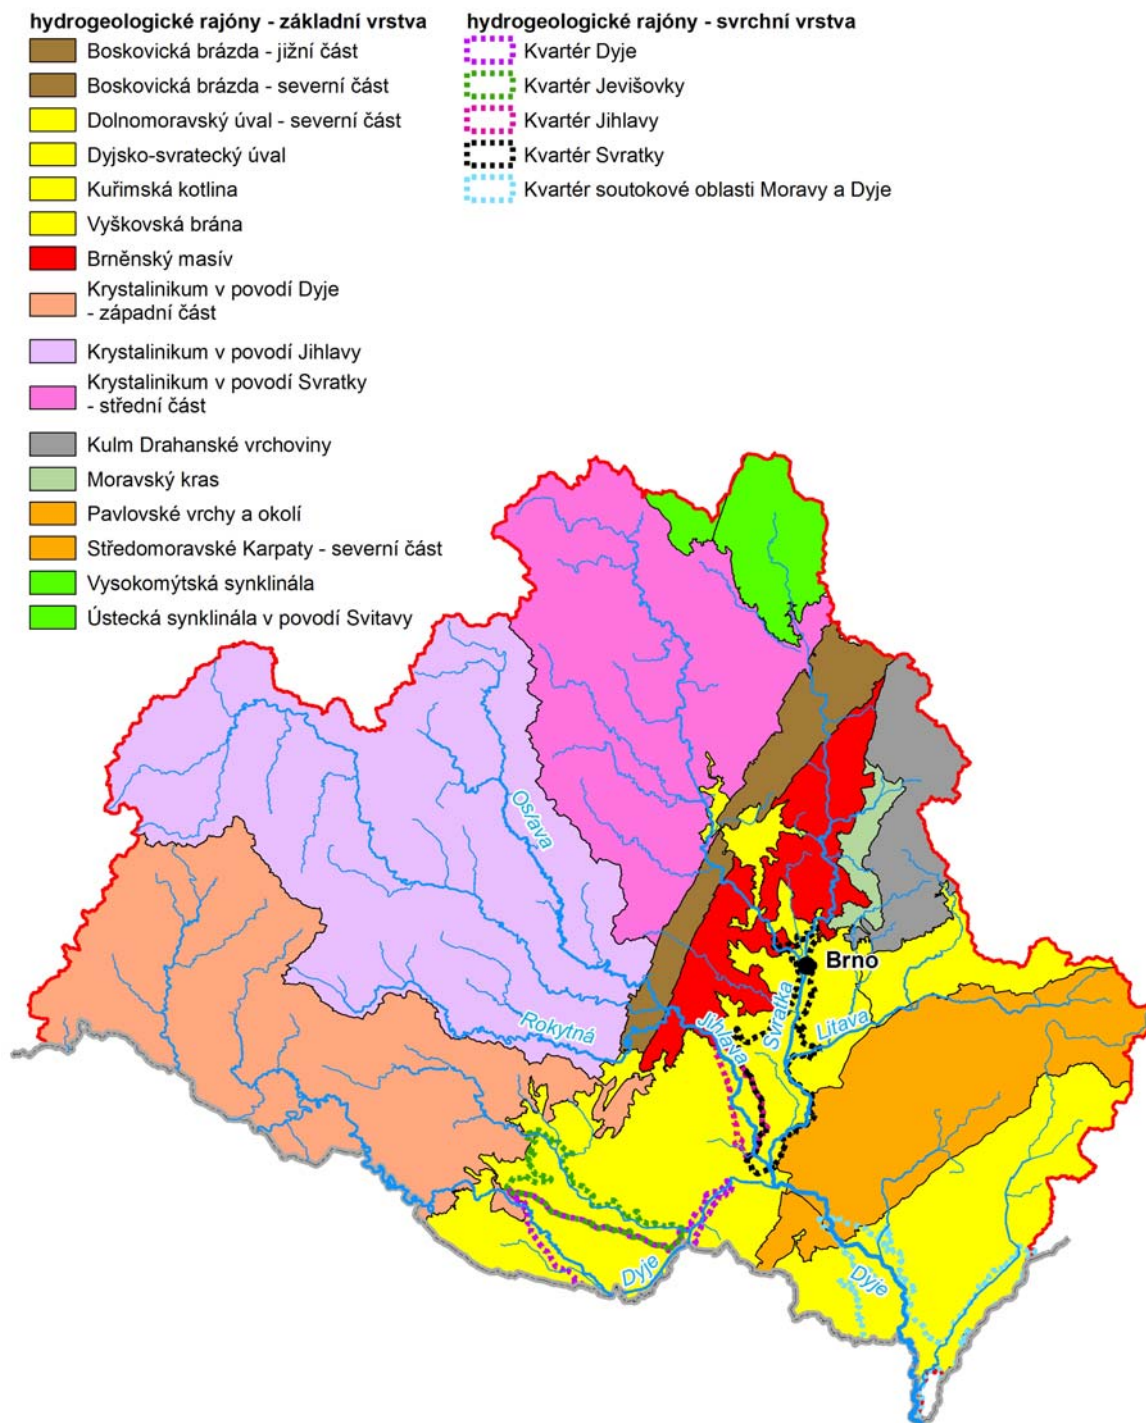 hydrogeologické rajóny - základní vrstva
Boskovická brázda - jižní část
Boskovická brázda - severní část
Dolnomoravský úval - severní část
Dyjsko-svratecký úval
Kuřimská kotlina
Vyškovská brána
Brněnský masív
Krystalinikum v povodí Dyje
- západní část
Krystalinikum v povodí Jihlavy
Krystalinikum v povodí Svratky
- střední část
Kulm Drahanské vrchoviny
Moravský kras
Pavlovské vrchy a okolí
Středomoravské Karpaty - severní část
Vysokomýtská synklinála
Ústecká synklinála v povodí Svitavy
hydrogeologické rajóny - svrchní vrstva
Kvartér Dyje
Kvartér Jevišovky
Kvartér Jihlavy
Kvartér Svratky
Kvartér soutokové oblasti Moravy a Dyje
Oslava
Brno
Svratka
Litava
Jihlava
Rokytná
Dyje
Dyje